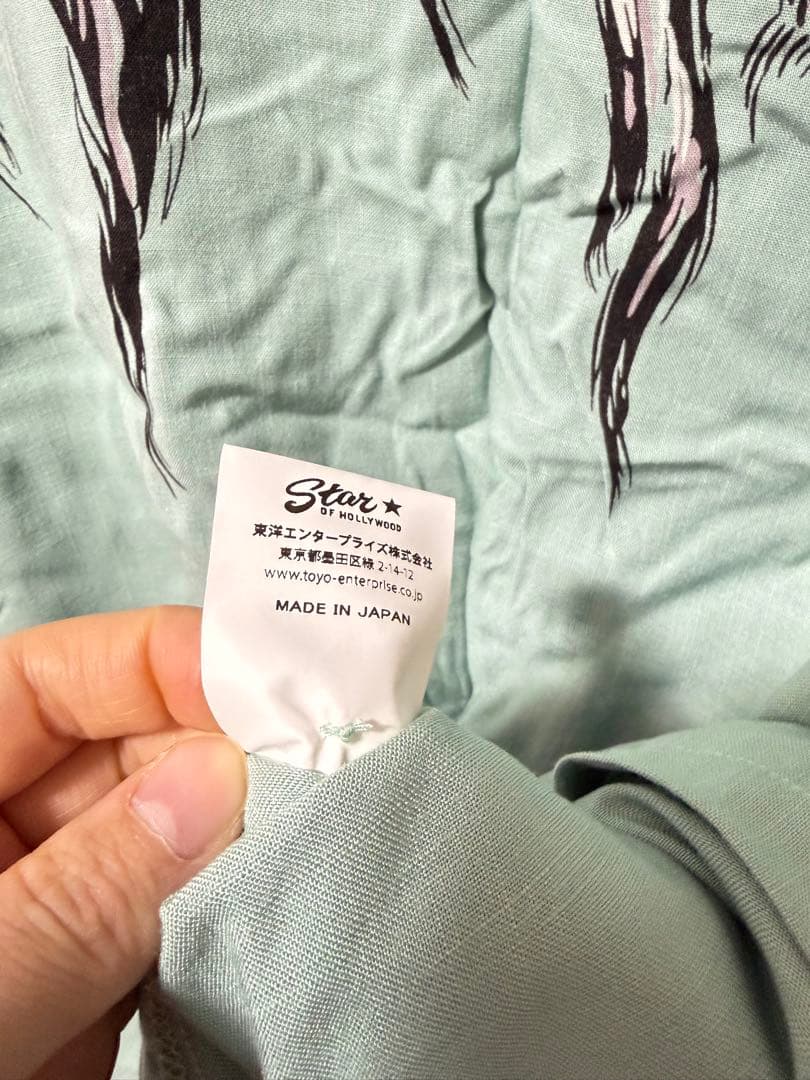 Star★
OF HOLLYWOOD
東洋エンタープライズ株式会社
東京都墨田区緑 2-14-12
www.toyo-enterprise.co.jp
MADE IN JAPAN